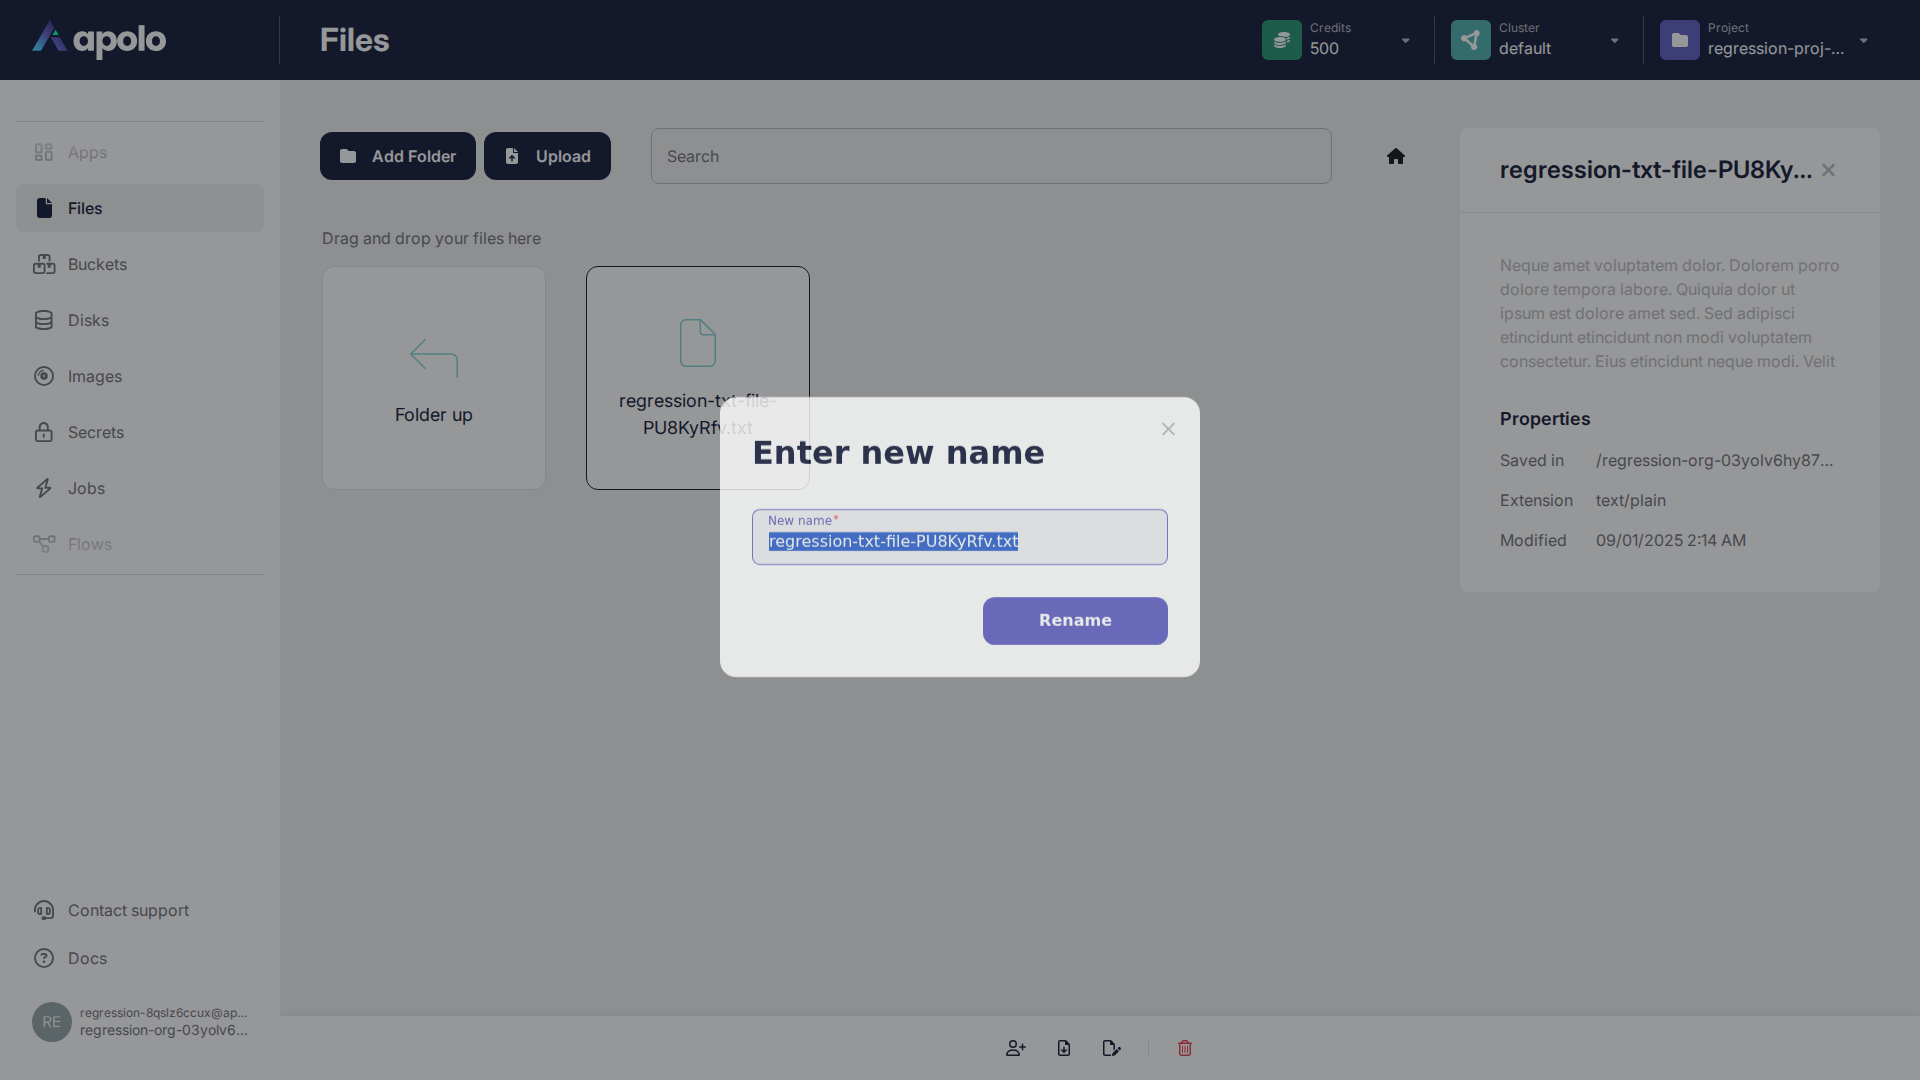 apolo
Files
Credits
500
Cluster
default
Project
regression-proj-...
Apps
Files
Buckets
Disks
Images
Secrets
Jobs
Flows
Contact support
Docs
RE
regression-8qslz6ccux@ap...
regression-org-03yolv6...
Add Folder
Upload
Search
Drag and drop your files here
Folder up
regression-txt-file-
PU8KyRfv.txt
Enter new name
New name*
regression-txt-file-PU8KyRfv.txt
Rename
regression-txt-file-PU8Ky...
Neque amet voluptatem dolor. Dolorem porro
dolore tempora labore. Quiquia dolor ut
ipsum est dolore amet sed. Sed adipisci
etincidunt etincidunt non modi voluptatem
consectetur. Eius etincidunt neque modi. Velit
Properties
Saved in /regression-org-03yolv6hy87...
Extension text/plain
Modified 09/01/2025 2:14 AM